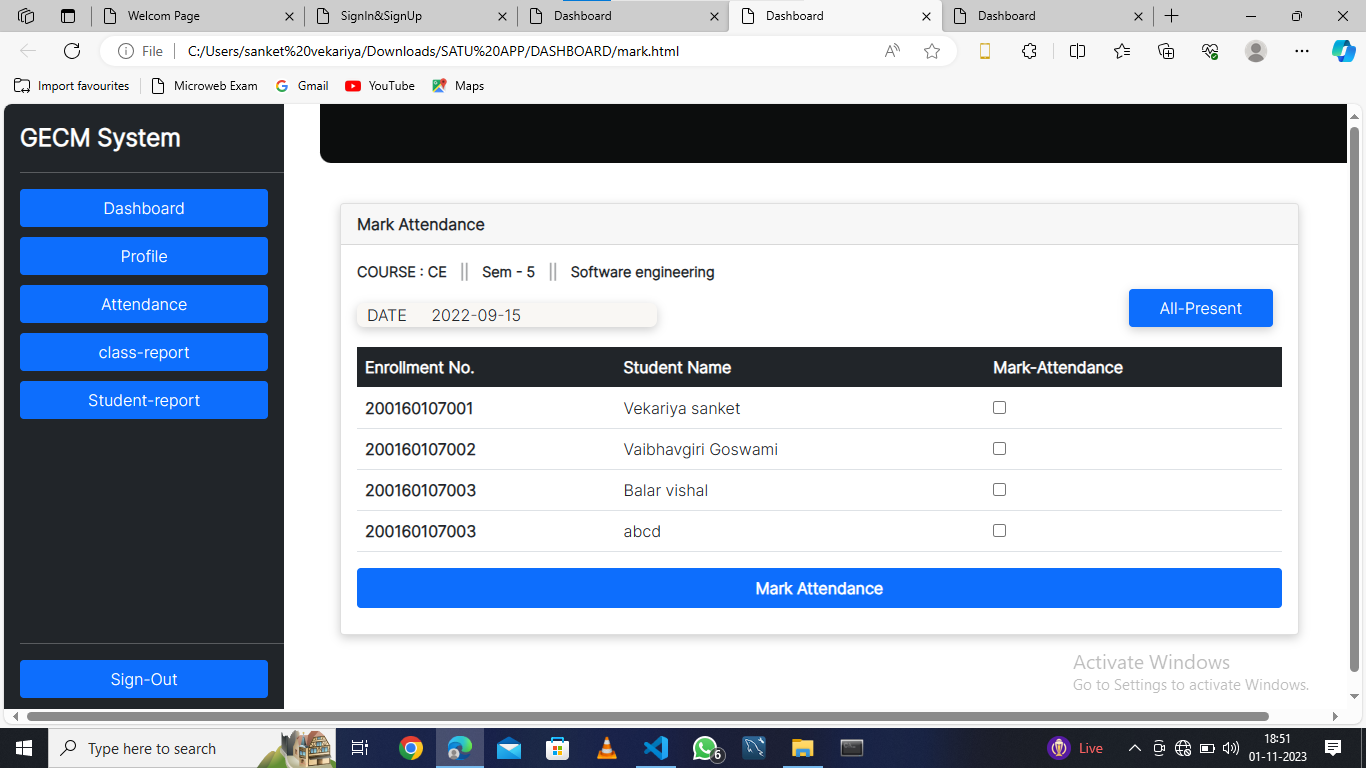 Welcom Page
SignIn&SignUp
Dashboard
Dashboard
Dashboard
File
C:/Users/sanket%20vekariya/Downloads/SATU%20APP/DASHBOARD/mark.html
Import favourites
Microweb Exam
Gmail
YouTube
Maps
GECM System
Dashboard
Profile
Attendance
class-report
Student-report
Sign-Out
Mark Attendance
COURSE : CE || Sem - 5 || Software engineering
DATE 2022-09-15
All-Present
Enrollment No. Student Name Mark-Attendance
200160107001 Vekariya sanket
200160107002 Vaibhavgiri Goswami
200160107003 Balar vishal
200160107003 abcd
Mark Attendance
Activate Windows
Go to Settings to activate Windows.
Type here to search
6
Live
18:51
01-11-2023